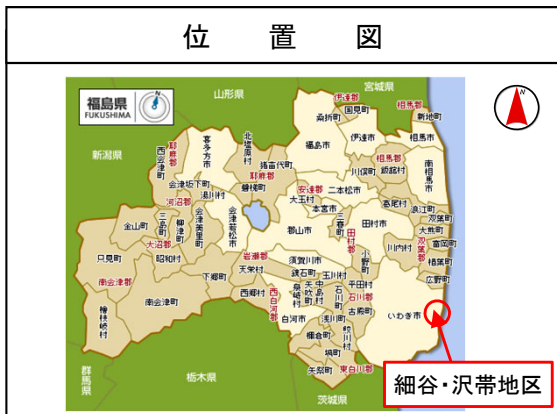 位置図
福島県
FUKUSHIMA
N
山形県
宮城県
新潟県
群馬県
栃木県
茨城県
伊達郡
国見町
桑折町
相馬郡
新地町
相馬市
伊達市
福島市
喜多方市
北塩原村
耶麻郡
西会津町
猪苗代町
耶麻郡
磐梯町
川俣町
相馬郡
飯舘村
南相馬市
会津坂下町
湯川村
安達郡
二本松市
大玉村
本宮市
葛尾村
浪江町
双葉町
大熊町
河沼郡
柳津町
三島町
金山町
会津美里町
会津若松市
郡山市
三春町
田村郡
田村市
川内村
双葉郡
富岡町
楢葉町
広野町
只見町
大沼郡
昭和村
岩瀬郡
天栄村
須賀川市
鏡石町
玉川村
小野町
平田村
南会津郡
下郷町
南会津町
檜枝岐村
西郷村
西白河郡
泉崎村
矢吹町
中島村
石川町
石川郡
古殿町
白河市
浅川町
棚倉町
鮫川村
塙町
矢祭町
東白川郡
いわき市
細谷・沢帯地区